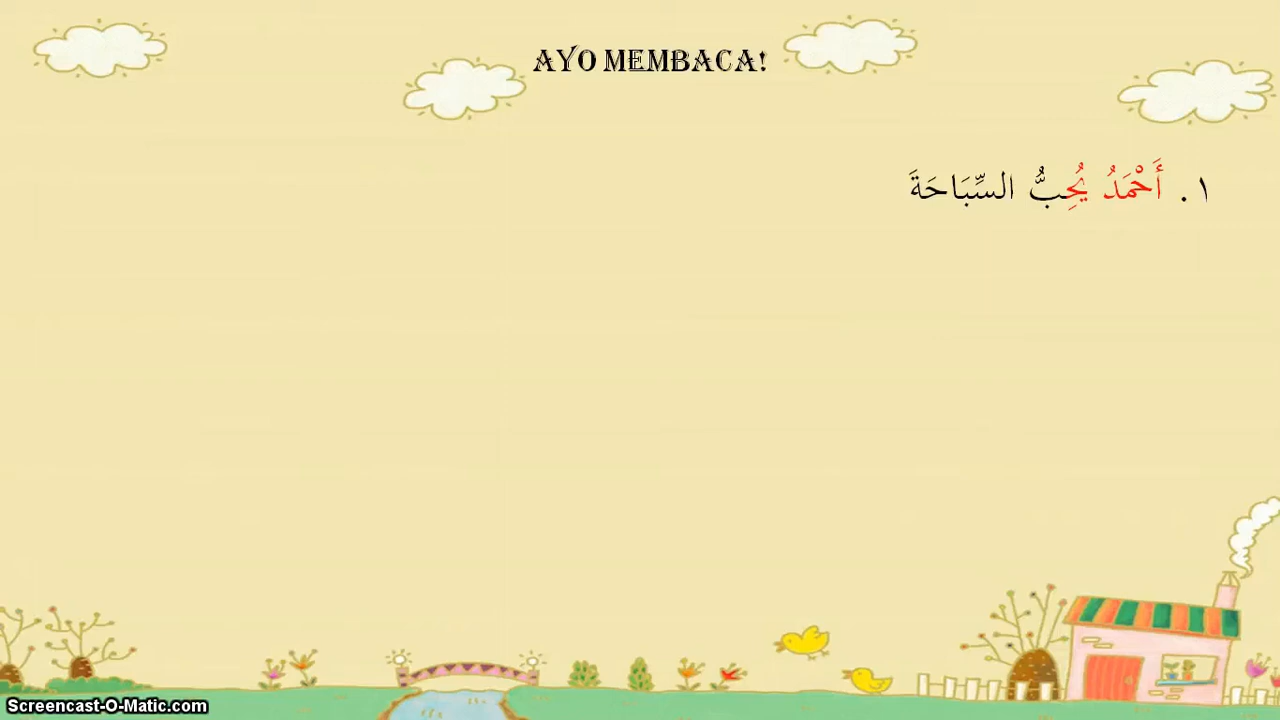 AYO MEMBACA!
١. أَحْمَدُ يُحِبُّ السِّبَاحَةَ
Screencast-O-Matic.com